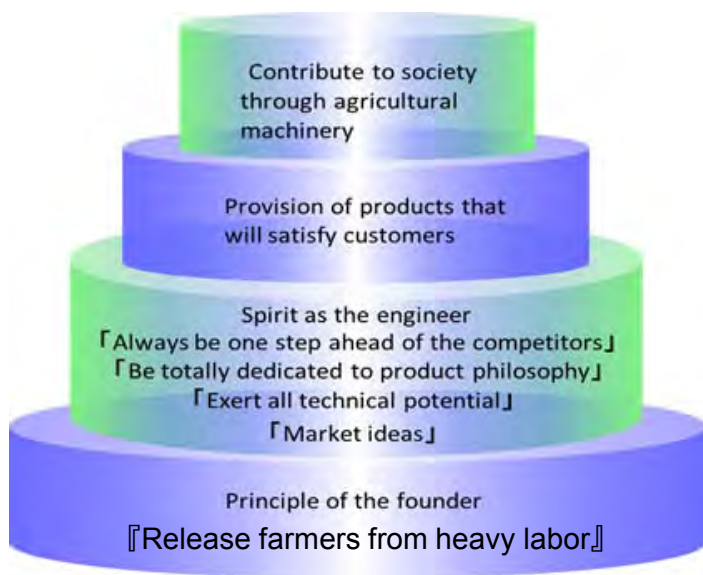 Contribute to society
through agricultural
machinery
Provision of products that
will satisfy customers
Spirit as the engineer
「Always be one step ahead of the competitors」
「Be totally dedicated to product philosophy」
「Exert all technical potential」
「Market ideas」
Principle of the founder
『Release farmers from heavy labor』